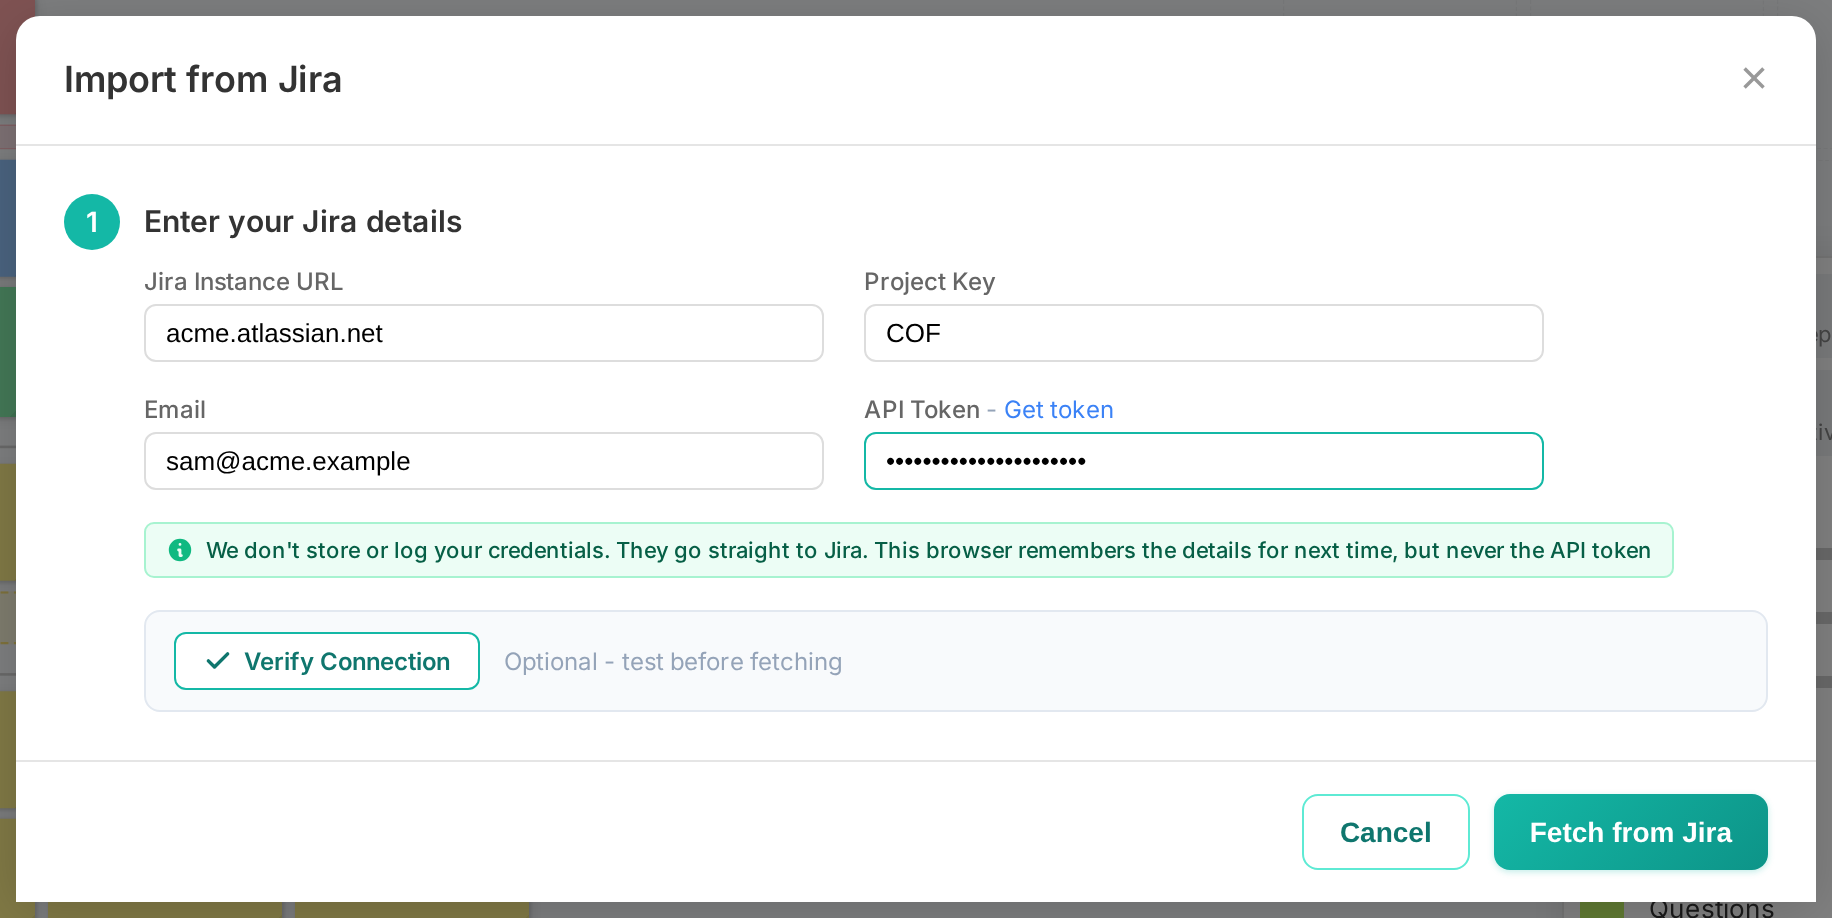 Import from Jira
1
Enter your Jira details
Jira Instance URL
Project Key
acme.atlassian.net
COF
Email
API Token - Get token
sam@acme.example
••••••••••••••••••••••
We don't store or log your credentials. They go straight to Jira. This browser remembers the details for next time, but never the API token
Verify Connection
Optional - test before fetching
Cancel
Fetch from Jira
Questions